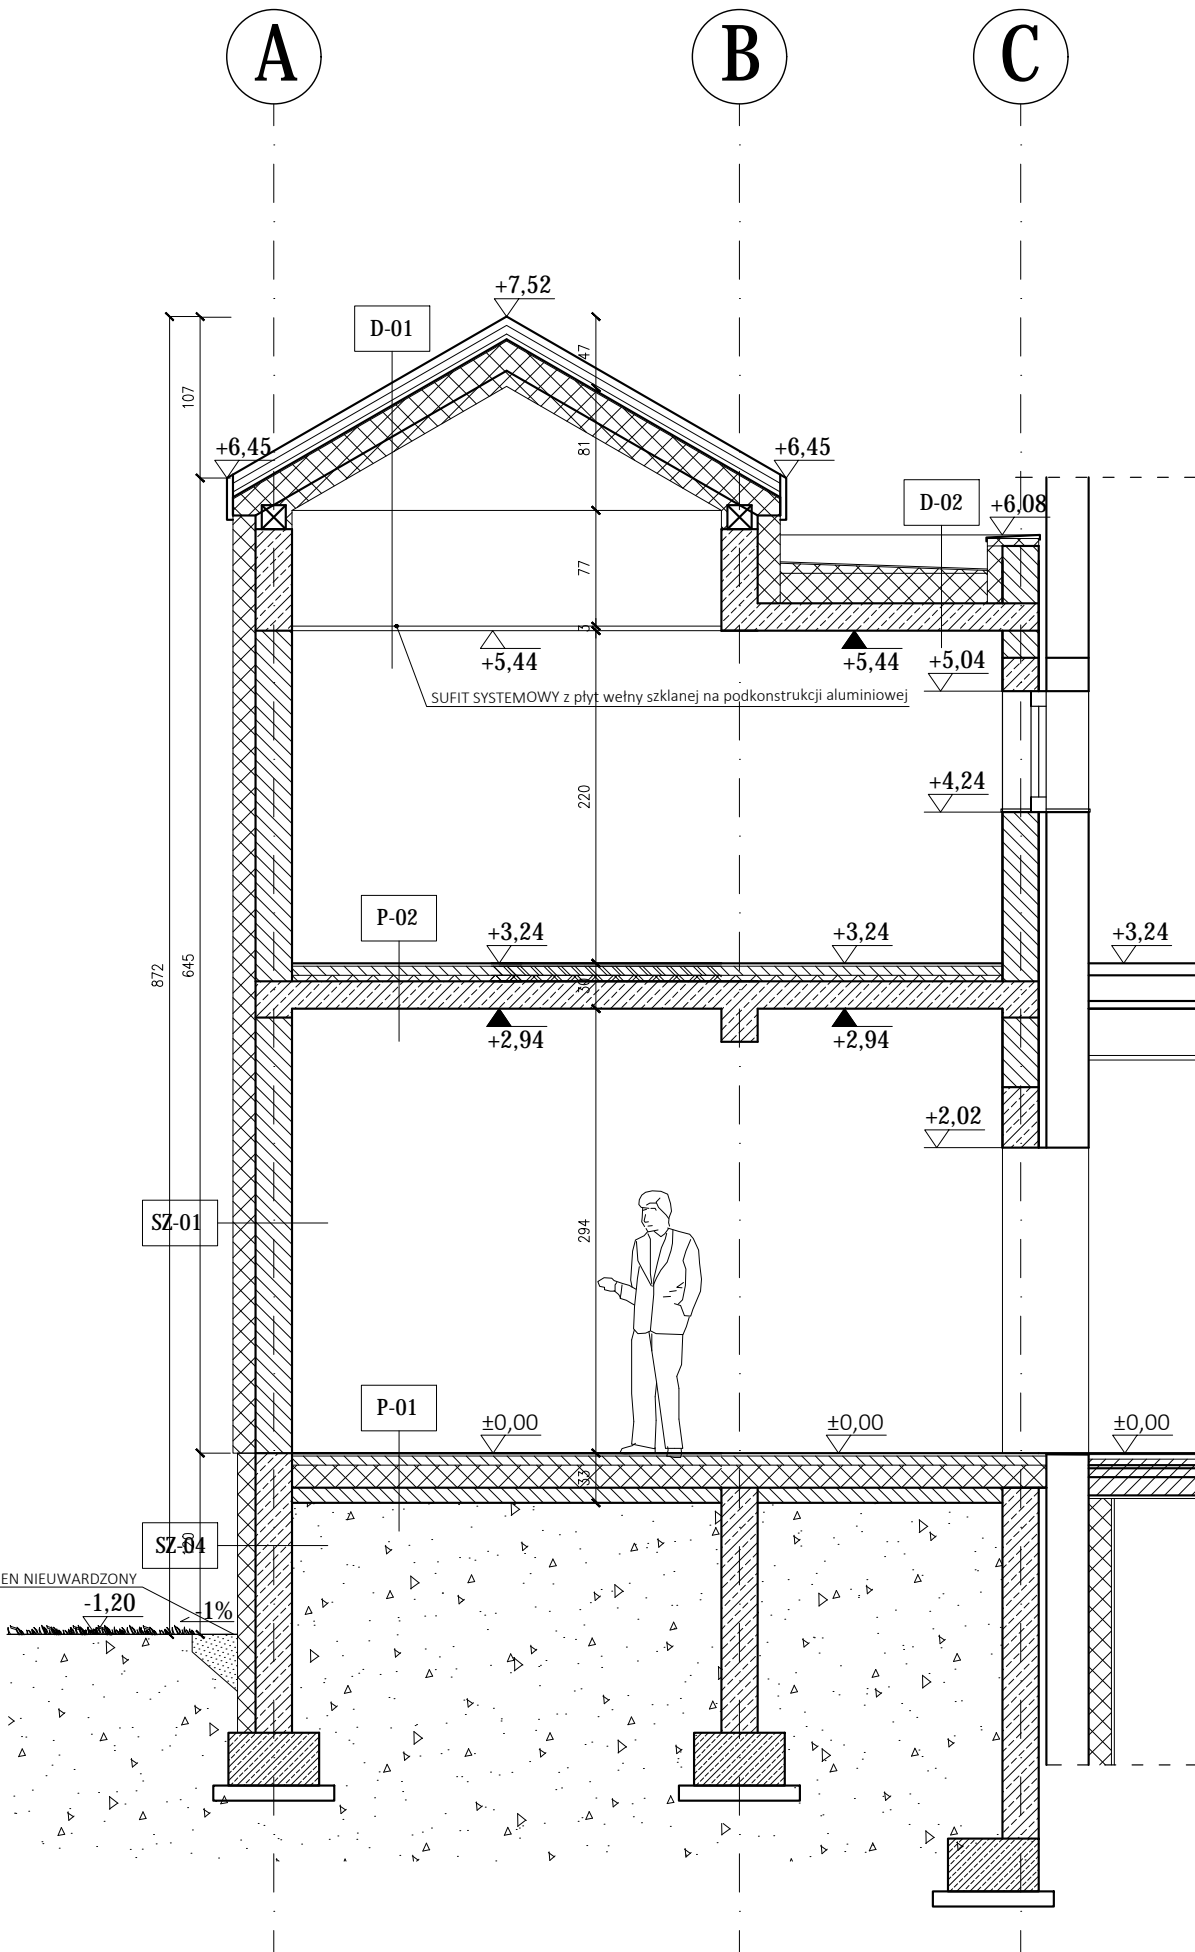 A B C
+7,52
D-01
47
107
+6,45 +6,45
81
D-02
+6,08
77
3
+5,44 +5,44
+5,04
SUFIT SYSTEMOWY z płyt wełny szklanej na podkonstrukcji aluminiowej
+4,24
220
P-02
+3,24 +3,24 +3,24
872 645
30
+2,94 +2,94
+2,02
SZ-01
294
P-01
±0,00 ±0,00 ±0,00
33
SZ-04
EN NIEUWARDZONY
-1,20 -1%